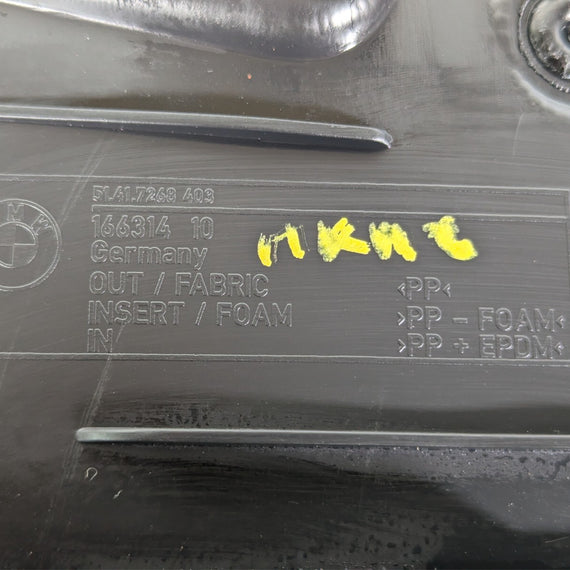 BMW
51.41.7268 403
166314 10
Germany
OUT / FABRIC
INSERT / FOAM
IN
>PP<
>PP - FOAM<
>PP + EPDM<